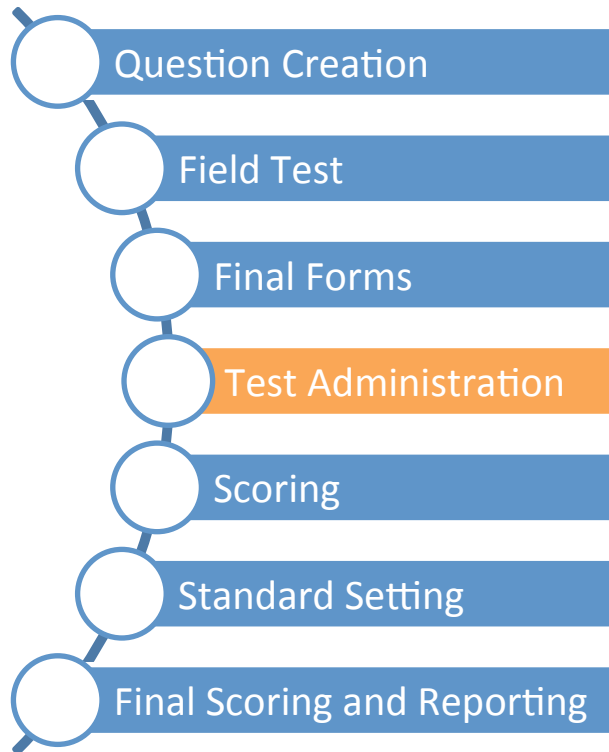 Question Creation
Field Test
Final Forms
Test Administration
Scoring
Standard Setting
Final Scoring and Reporting